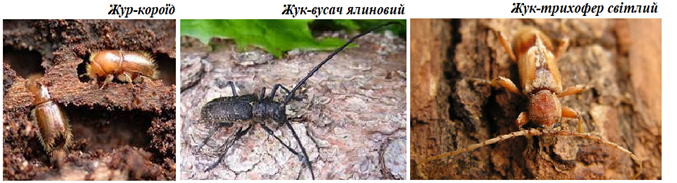 Жур-короїд
Жук-вусач ялиновий
Жук-трихофер світлий